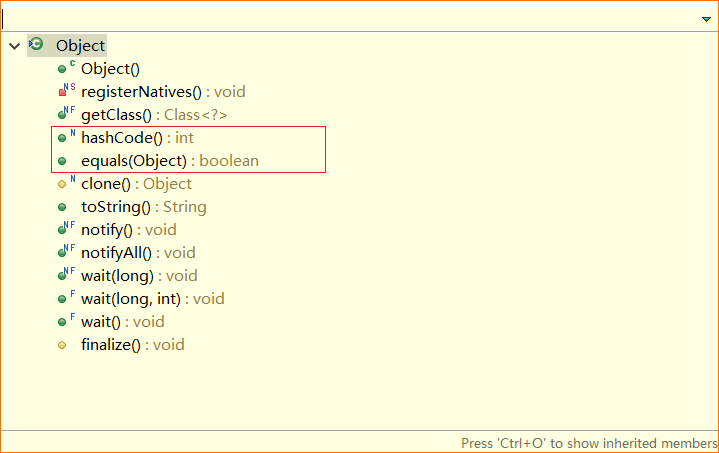 Object
C Object()
NS registerNatives() : void
NF getClass() : Class<?>
N hashCode() : int
equals(Object) : boolean
N clone() : Object
toString() : String
NF notify() : void
NF notifyAll() : void
NF wait(long) : void
F wait(long, int) : void
F wait() : void
finalize() : void
Press 'Ctrl+O' to show inherited members